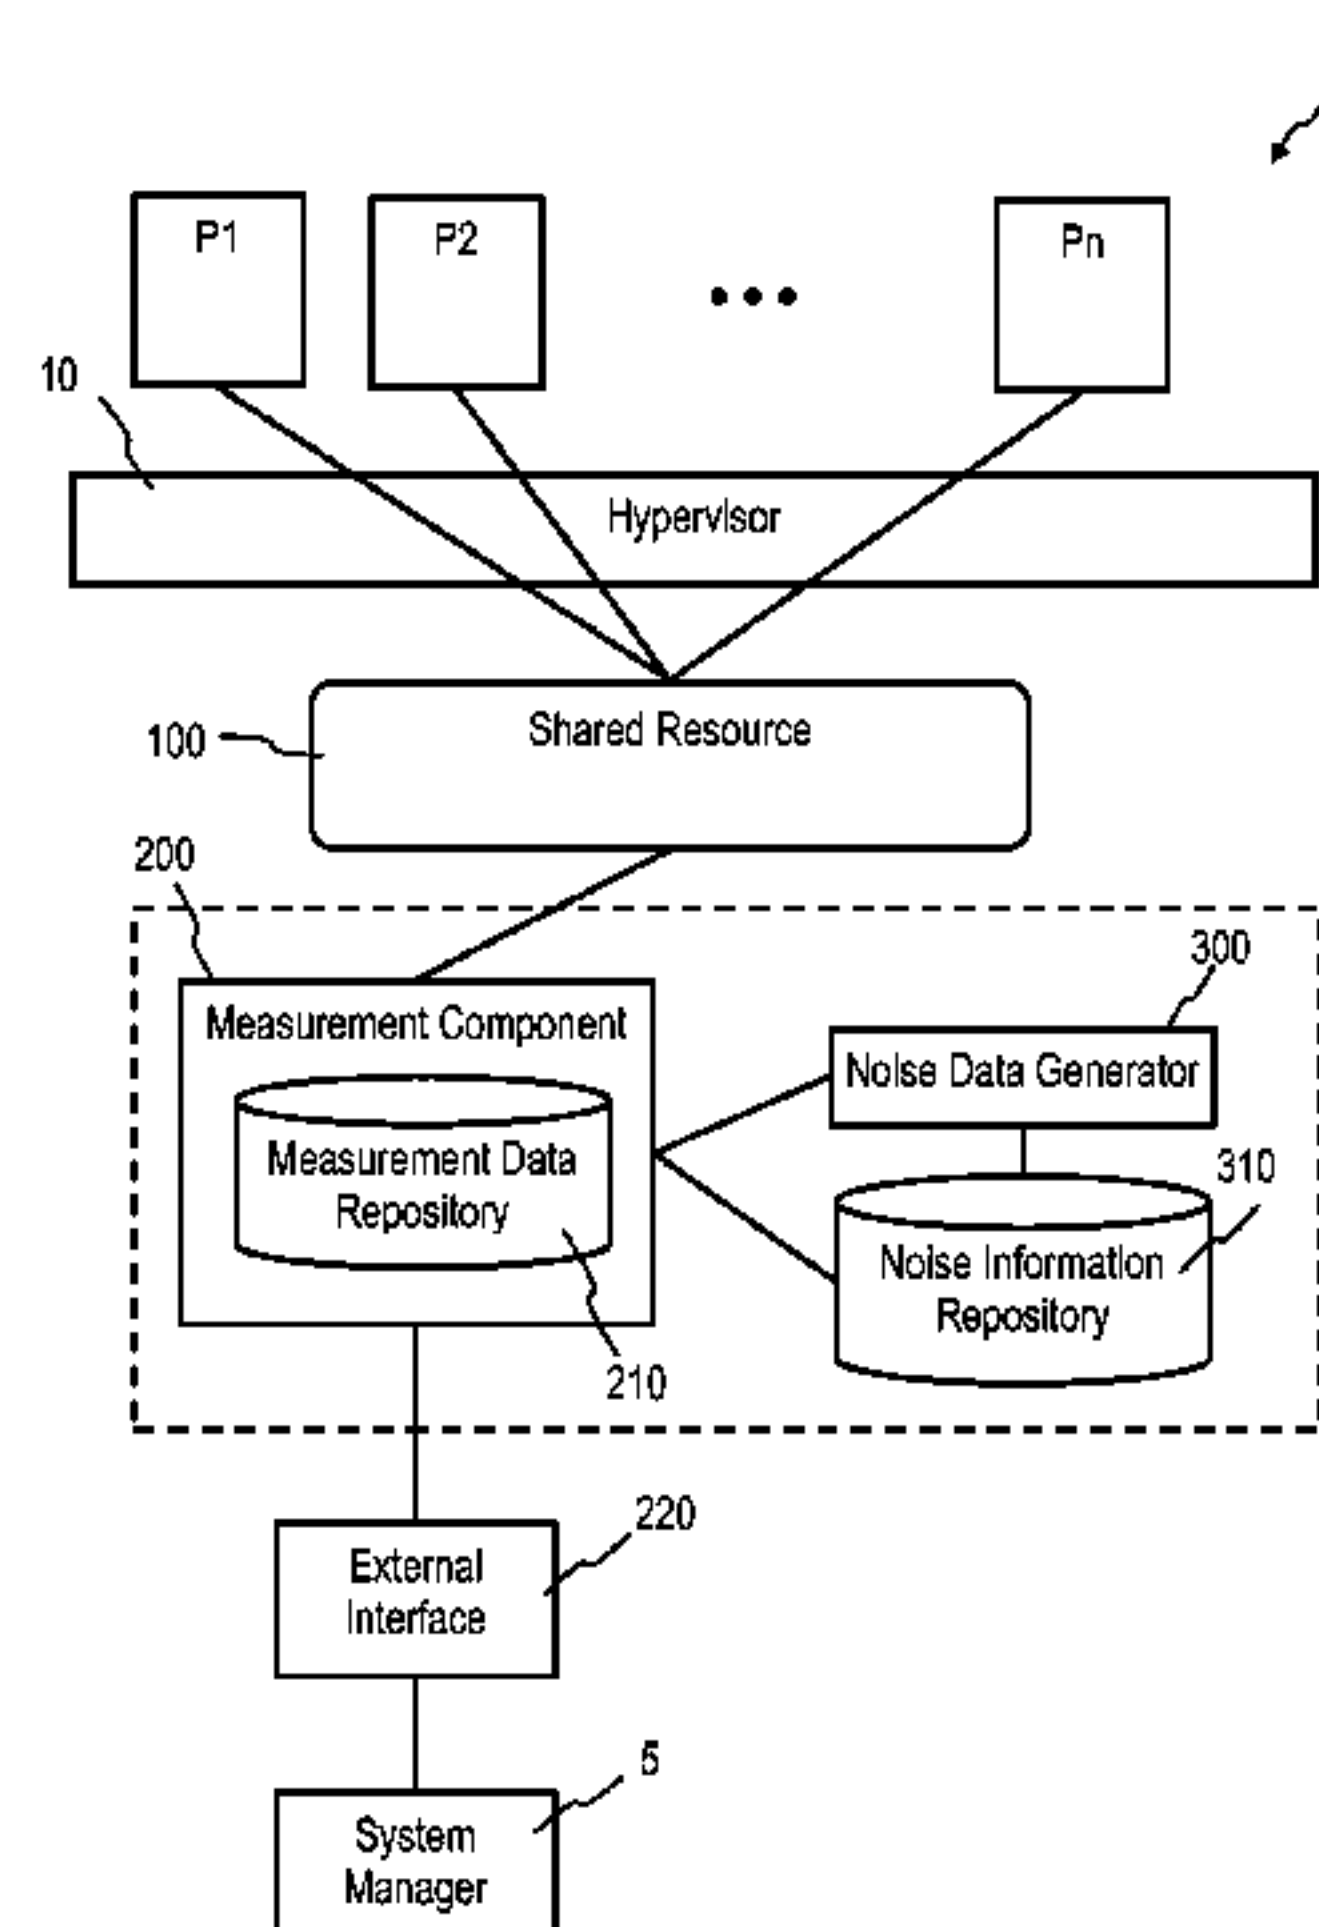 P1
P2
Pn
10
Hypervisor
Shared Resource
100
200
300
Measurement Component
Noise Data Generator
Measurement Data
Repository
310
Noise Information
Repository
210
220
External
Interface
5
System
Manager